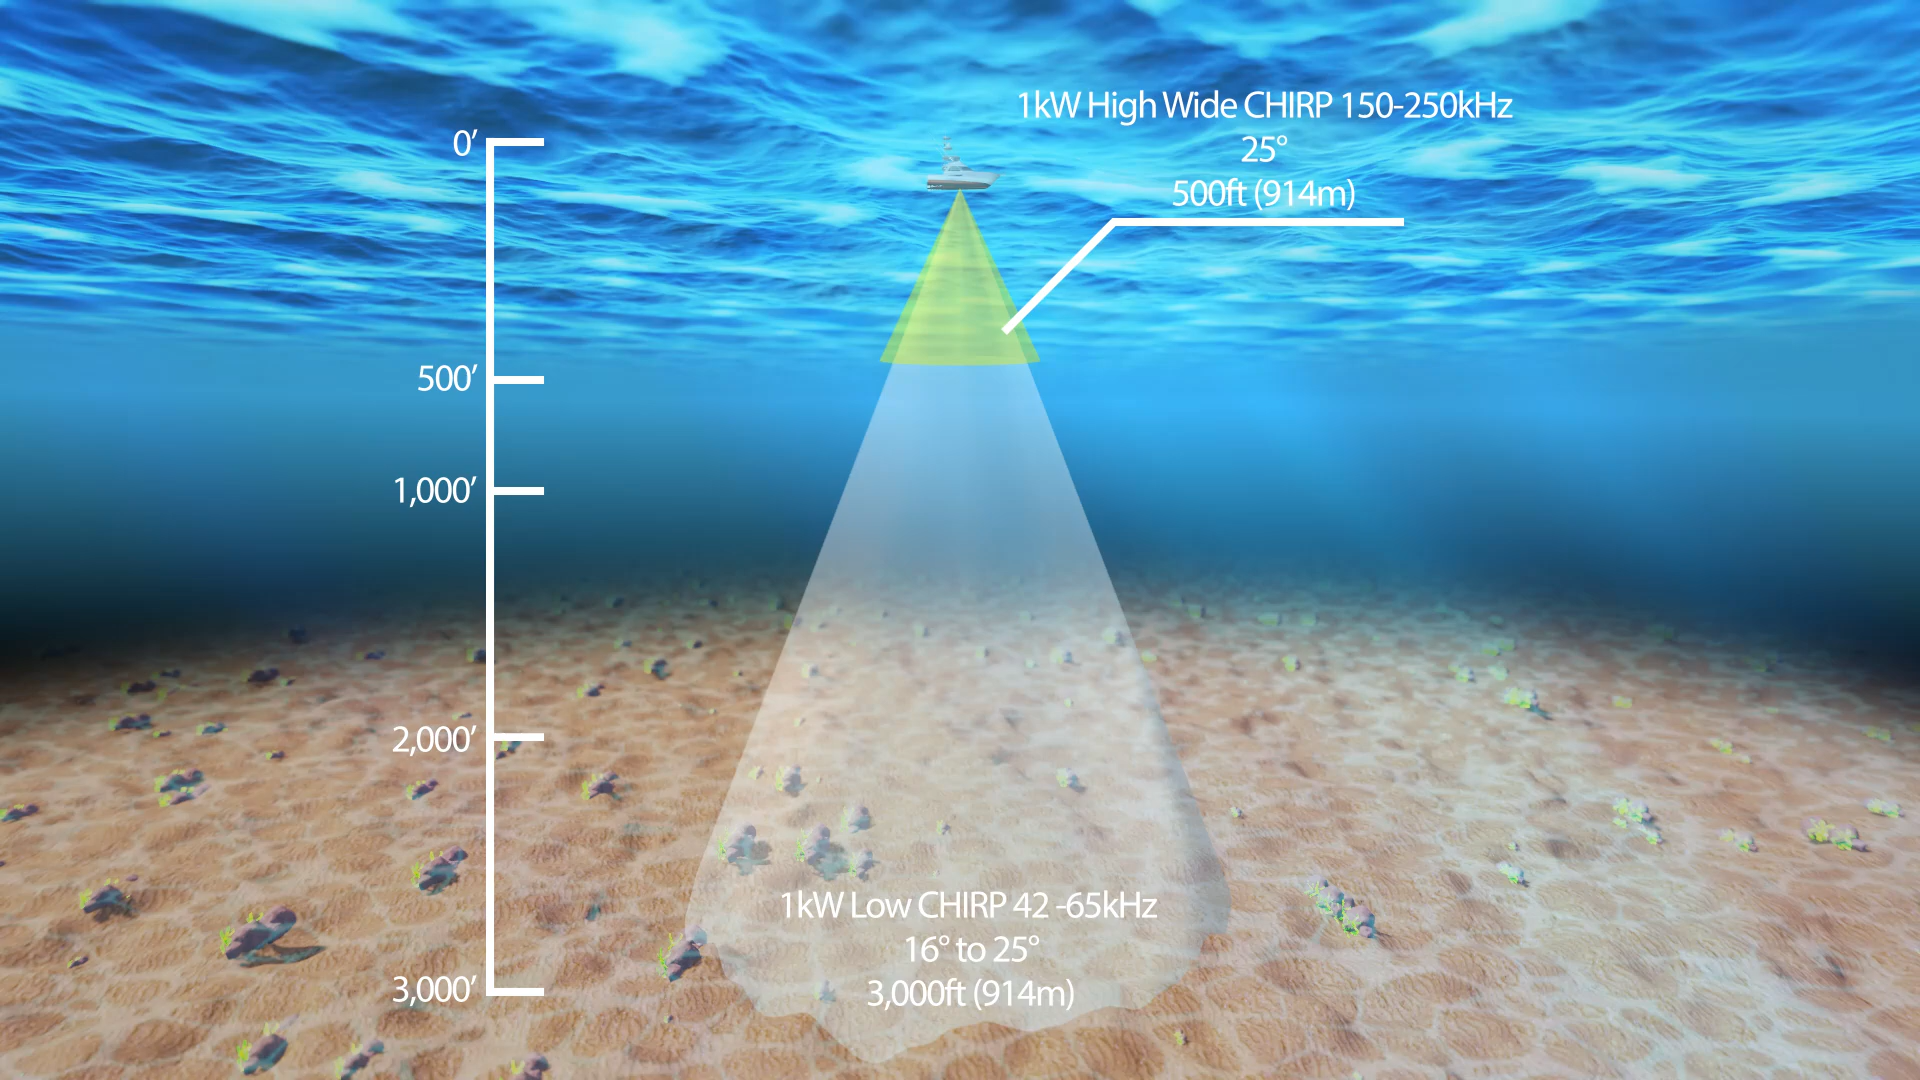 1kW High Wide CHIRP 150-250kHz
25°
500ft (914m)
0’
500’
1,000’
2,000’
3,000’
1kW Low CHIRP 42 -65kHz
16° to 25°
3,000ft (914m)